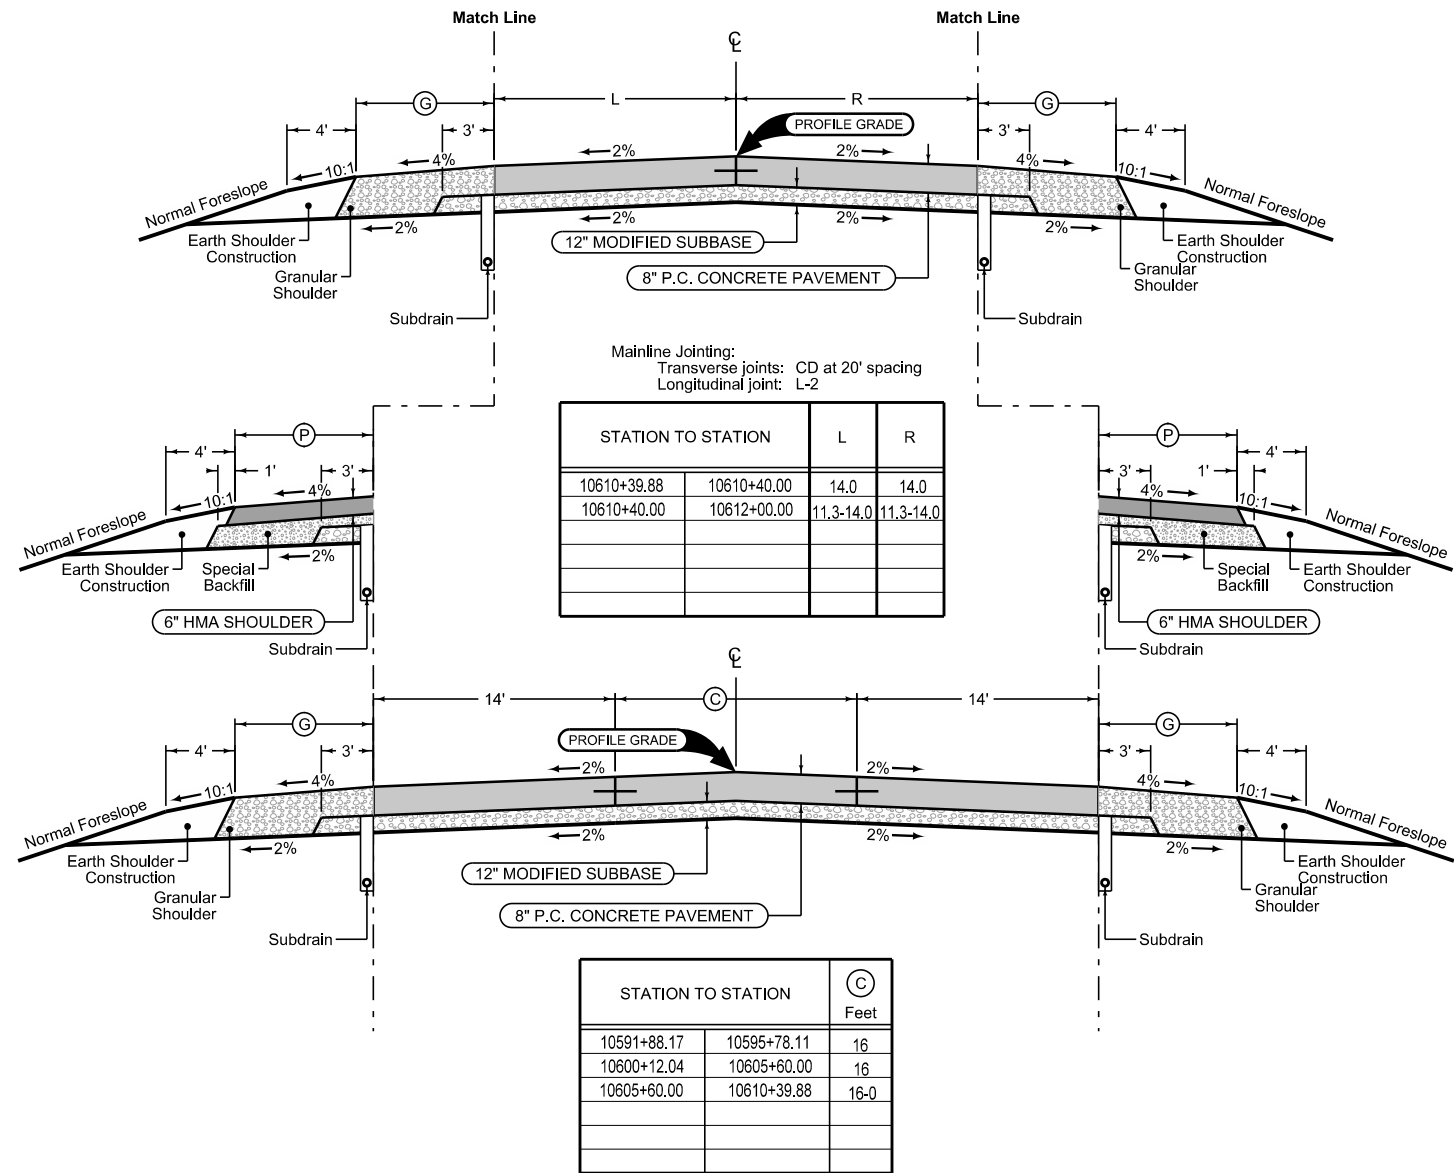 Match Line
Match Line
℄
G
L
R
G
4'
3'
PROFILE GRADE
3'
4'
10:1
4%
2%
2%
4%
10:1
Normal Foreslope
Normal Foreslope
2%
2%
2%
2%
Earth Shoulder
Construction
12" MODIFIED SUBBASE
Earth Shoulder
Construction
Granular
Shoulder
8" P.C. CONCRETE PAVEMENT
Granular
Shoulder
Subdrain
Subdrain
Mainline Jointing:
Transverse joints: CD at 20' spacing
Longitudinal joint: L-2
STATION TO STATION L R
10610+39.88 10610+40.00 14.0 14.0
10610+40.00 10612+00.00 11.3-14.0 11.3-14.0
P
4'
1'
3'
10:1
4%
Normal Foreslope
2%
Earth Shoulder
Construction
Special
Backfill
6" HMA SHOULDER
Subdrain
P
4'
3'
1'
4%
10:1
Normal Foreslope
2%
Special
Backfill
Earth Shoulder
Construction
6" HMA SHOULDER
Subdrain
℄
14'
C
14'
G
G
4'
3'
PROFILE GRADE
3'
4'
10:1
4%
2%
2%
4%
10:1
Normal Foreslope
Normal Foreslope
2%
2%
2%
2%
Earth Shoulder
Construction
12" MODIFIED SUBBASE
Earth Shoulder
Construction
Granular
Shoulder
8" P.C. CONCRETE PAVEMENT
Granular
Shoulder
Subdrain
Subdrain
STATION TO STATION C
Feet
10591+88.17 10595+78.11 16
10600+12.04 10605+60.00 16
10605+60.00 10610+39.88 16-0